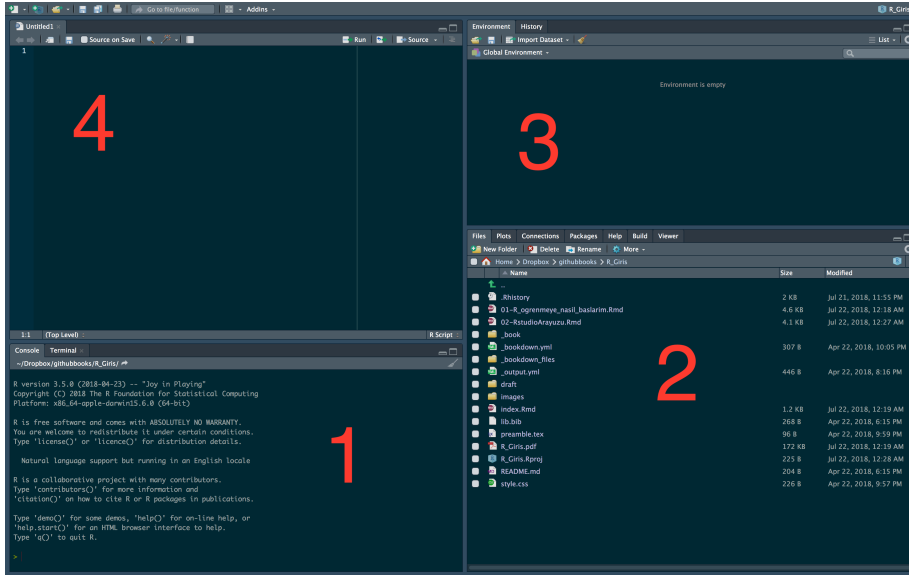 Go to file/function Addins R_Giris
Untitled1
Source on Save Run Source
1
4
1:1 (Top Level) R Script
Console Terminal
~/Dropbox/githubbooks/R_Giris/
R version 3.5.0 (2018-04-23) -- "Joy in Playing"
Copyright (C) 2018 The R Foundation for Statistical Computing
Platform: x86_64-apple-darwin15.6.0 (64-bit)
R is free software and comes with ABSOLUTELY NO WARRANTY.
You are welcome to redistribute it under certain conditions.
Type 'license()' or 'licence()' for distribution details.
Natural language support but running in an English locale
R is a collaborative project with many contributors.
Type 'contributors()' for more information and
'citation()' on how to cite R or R packages in publications.
Type 'demo()' for some demos, 'help()' for on-line help, or
'help.start()' for an HTML browser interface to help.
Type 'q()' to quit R.
>
1
Environment History
Import Dataset List
Global Environment
Environment is empty
3
Files Plots Connections Packages Help Build Viewer
New Folder Delete Rename More
Home > Dropbox > githubbooks > R_Giris
Name Size Modified
..
.Rhistory 2 KB Jul 21, 2018, 11:55 PM
01-R_ogrenmeye_nasil_baslarim.Rmd 4.6 KB Jul 22, 2018, 12:18 AM
02-RstudioArayuzu.Rmd 4.1 KB Jul 22, 2018, 12:27 AM
_book
_bookdown.yml 307 B Apr 22, 2018, 10:05 PM
_bookdown_files
_output.yml 446 B Apr 22, 2018, 8:16 PM
draft
images
index.Rmd 1.2 KB Jul 22, 2018, 12:19 AM
lib.bib 268 B Apr 22, 2018, 6:15 PM
preamble.tex 96 B Apr 22, 2018, 9:59 PM
R_Giris.pdf 172 KB Jul 22, 2018, 12:19 AM
R_Giris.Rproj 225 B Jul 22, 2018, 12:28 AM
README.md 204 B Apr 22, 2018, 6:15 PM
style.css 226 B Apr 22, 2018, 9:57 PM
2